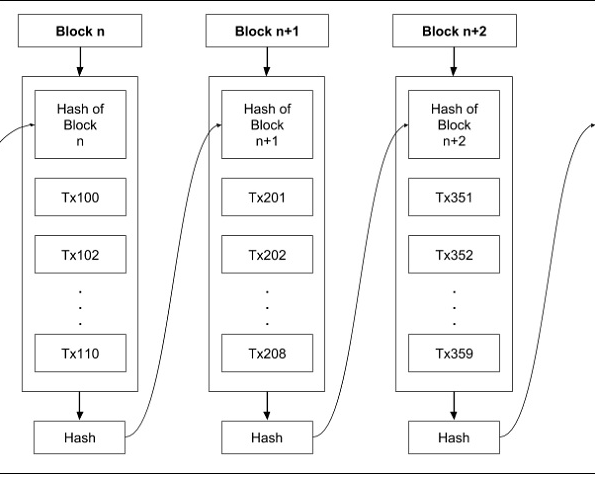 Block n
Block n+1
Block n+2
Hash of
Block
n
Hash of
Block
n+1
Hash of
Block
n+2
Tx100
Tx201
Tx351
Tx102
Tx202
Tx352
.
.
.
.
.
.
.
.
.
Tx110
Tx208
Tx359
Hash
Hash
Hash